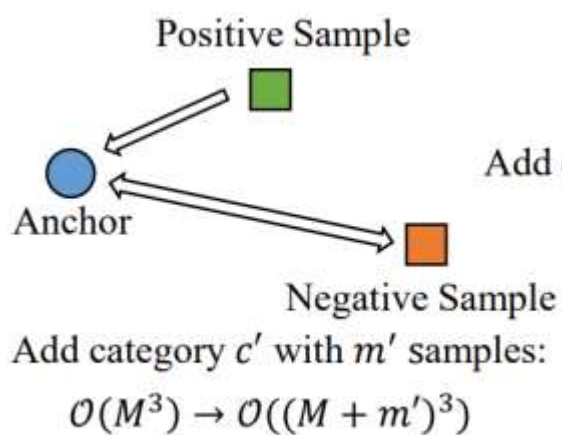 Positive Sample
Add
Anchor
Negative Sample
Add category 𝑐′ with 𝑚′ samples:
𝒪(𝑀³) → 𝒪((𝑀 + 𝑚′)³)